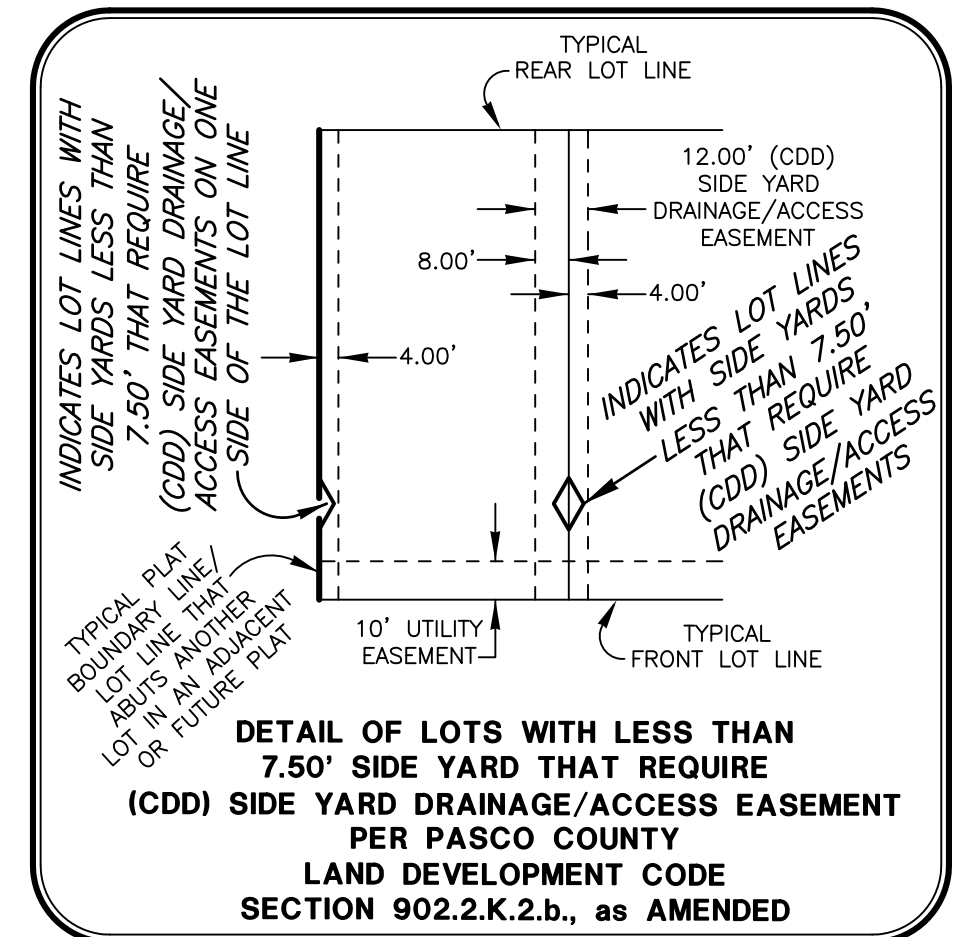 TYPICAL
REAR LOT LINE
INDICATES LOT LINES WITH
SIDE YARDS LESS THAN
7.50' THAT REQUIRE
(CDD) SIDE YARD DRAINAGE/
ACCESS EASEMENTS ON ONE
SIDE OF THE LOT LINE
12.00' (CDD)
SIDE YARD
DRAINAGE/ACCESS
EASEMENT
8.00'
4.00'
4.00'
INDICATES LOT LINES
WITH SIDE YARDS
LESS THAN 7.50'
THAT REQUIRE
(CDD) SIDE YARD
DRAINAGE/ACCESS
EASEMENTS
TYPICAL PLAT
BOUNDARY LINE/
LOT LINE THAT
ABUTS ANOTHER
LOT IN AN ADJACENT
OR FUTURE PLAT
10' UTILITY
EASEMENT
TYPICAL
FRONT LOT LINE
DETAIL OF LOTS WITH LESS THAN
7.50' SIDE YARD THAT REQUIRE
(CDD) SIDE YARD DRAINAGE/ACCESS EASEMENT
PER PASCO COUNTY
LAND DEVELOPMENT CODE
SECTION 902.2.K.2.b., as AMENDED